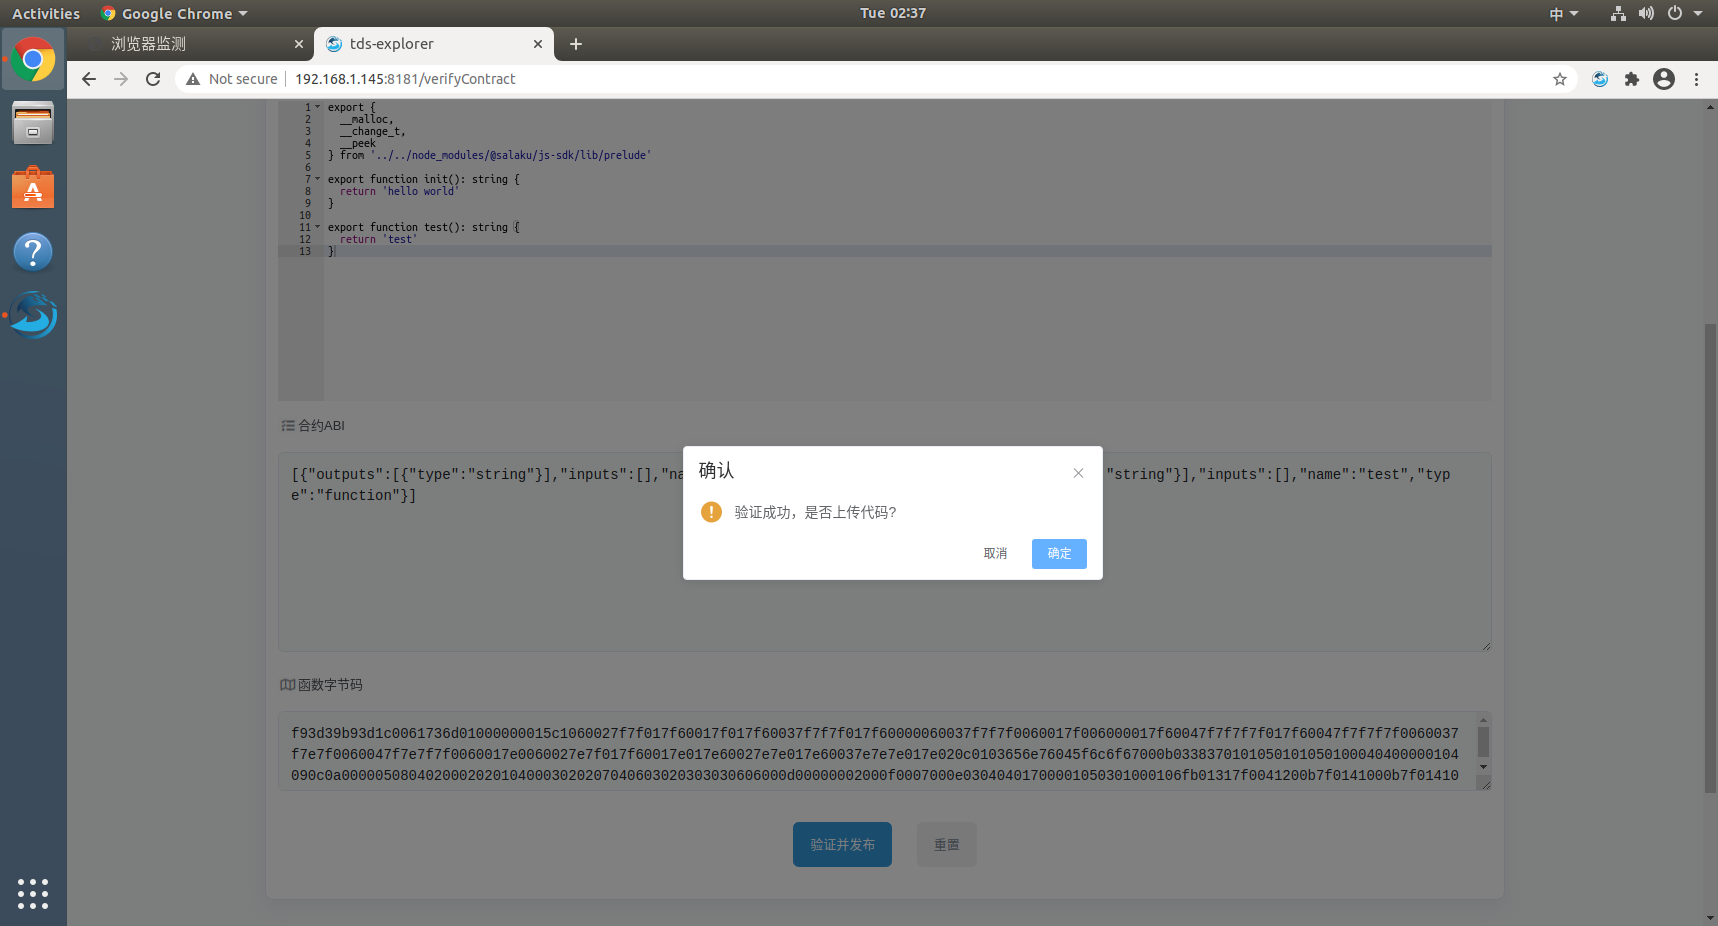 Activities
Google Chrome
Tue 02:37
中
浏览器监测
tds-explorer
Not secure
192.168.1.145:8181/verifyContract
1 export {
2 __malloc,
3 __change_t,
4 __peek
5 } from '../../node_modules/@salaku/js-sdk/lib/prelude'
6
7 export function init(): string {
8 return 'hello world'
9 }
10
11 export function test(): string {
12 return 'test'
13 }
合约ABI
[{"outputs":[{"type":"string"}],"inputs":[],"na
"string"}],"inputs":[],"name":"test","typ
e":"function"}]
确认
验证成功，是否上传代码?
取消
确定
函数字节码
f93d39b93d1c0061736d01000000015c1060027f7f017f60017f017f60037f7f7f017f60000060037f7f7f0060017f006000017f60047f7f7f7f017f60047f7f7f7f0060037
f7e7f0060047f7e7f7f0060017e0060027e7f017f60017e017e60027e7e017e60037e7e7e017e020c0103656e76045f6c6f67000b03383701010501010501000404000001​04
090c0a00000508040200020201040003020207040603020303030606000d00000002000f0007000e03040401700001050301000106fb01317f0041200b7f0141000b7f01410
验证并发布
重置